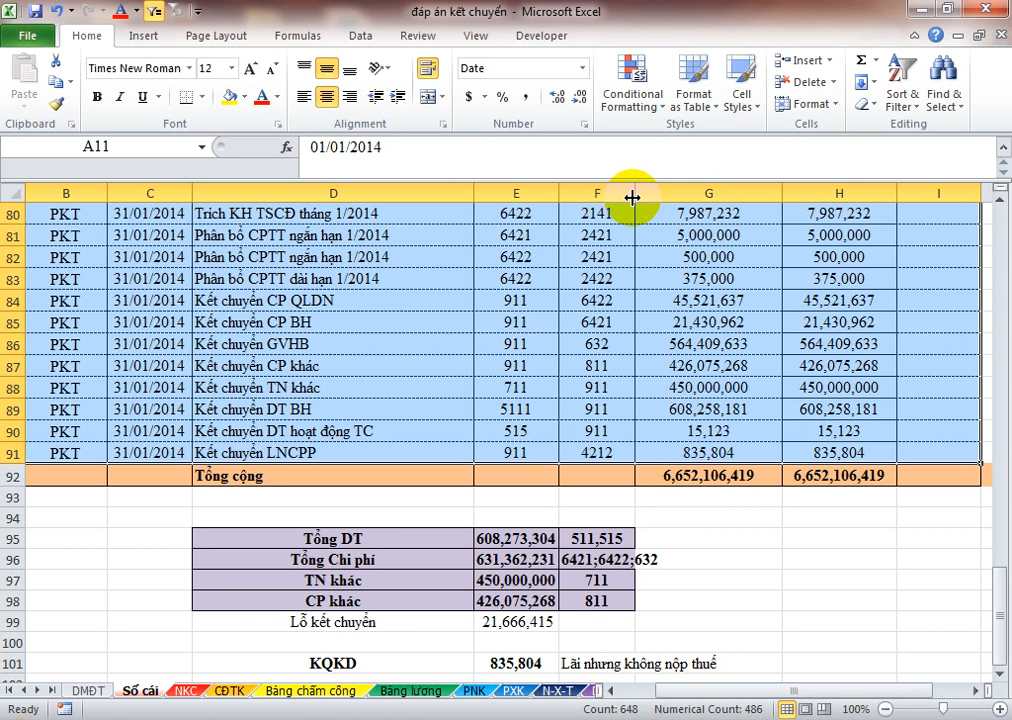 đáp án kết chuyển - Microsoft Excel
File Home Insert Page Layout Formulas Data Review View Developer
Paste
Times New Roman 12
B I U A
Date
$ % ,
Conditional Formatting
Format as Table
Cell Styles
Insert
Delete
Format
Sort & Filter
Find & Select
Clipboard Font Alignment Number Styles Cells Editing
A11 fx 01/01/2014
B C D E F G H I
80 PKT 31/01/2014 Trích KH TSCĐ tháng 1/2014 6422 2141 7,987,232 7,987,232
81 PKT 31/01/2014 Phân bổ CPTT ngắn hạn 1/2014 6421 2421 5,000,000 5,000,000
82 PKT 31/01/2014 Phân bổ CPTT ngắn hạn 1/2014 6422 2421 500,000 500,000
83 PKT 31/01/2014 Phân bổ CPTT dài hạn 1/2014 6422 2422 375,000 375,000
84 PKT 31/01/2014 Kết chuyển CP QLDN 911 6422 45,521,637 45,521,637
85 PKT 31/01/2014 Kết chuyển CP BH 911 6421 21,430,962 21,430,962
86 PKT 31/01/2014 Kết chuyển GVHB 911 632 564,409,633 564,409,633
87 PKT 31/01/2014 Kết chuyển CP khác 911 811 426,075,268 426,075,268
88 PKT 31/01/2014 Kết chuyển TN khác 711 911 450,000,000 450,000,000
89 PKT 31/01/2014 Kết chuyển DT BH 5111 911 608,258,181 608,258,181
90 PKT 31/01/2014 Kết chuyển DT hoạt động TC 515 911 15,123 15,123
91 PKT 31/01/2014 Kết chuyển LNCPP 911 4212 835,804 835,804
92 Tổng cộng 6,652,106,419 6,652,106,419
93
94
95 Tổng DT 608,273,304 511,515
96 Tổng Chi phí 631,362,231 6421;6422;632
97 TN khác 450,000,000 711
98 CP khác 426,075,268 811
99 Lỗ kết chuyển 21,666,415
100
101 KQKD 835,804 Lãi nhưng không nộp thuế
DMĐT Sổ cái NKC CĐTK Bảng chấm công Bảng lương PNK PXK N-X-T
Ready Count: 648 Numerical Count: 486 100%